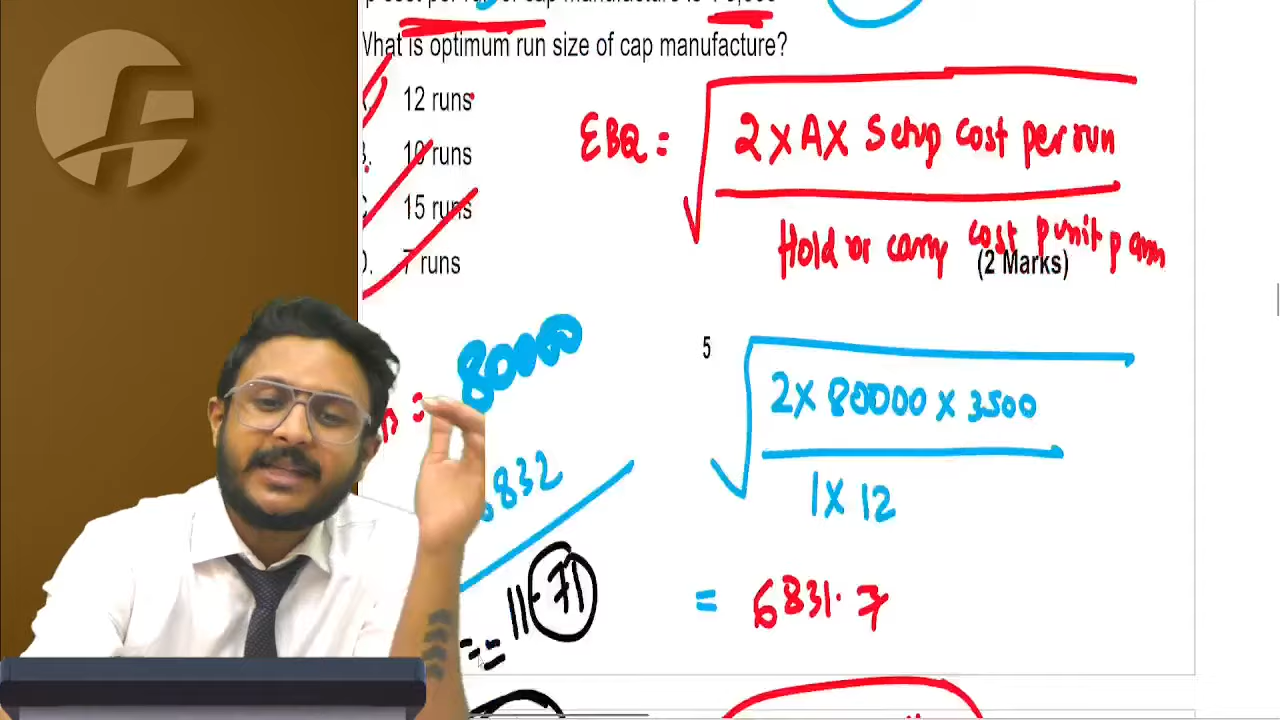 What is optimum run size of cap manufacture?
12 runs
B. 10 runs
15 runs
7 runs
(2 Marks)
EBQ =
2 X A X Setup cost per run
Hold or carry cost p unit p ann
= 80000
6832
== 11.71
5
2 X 80000 X 3500
1 X 12
= 6831.7